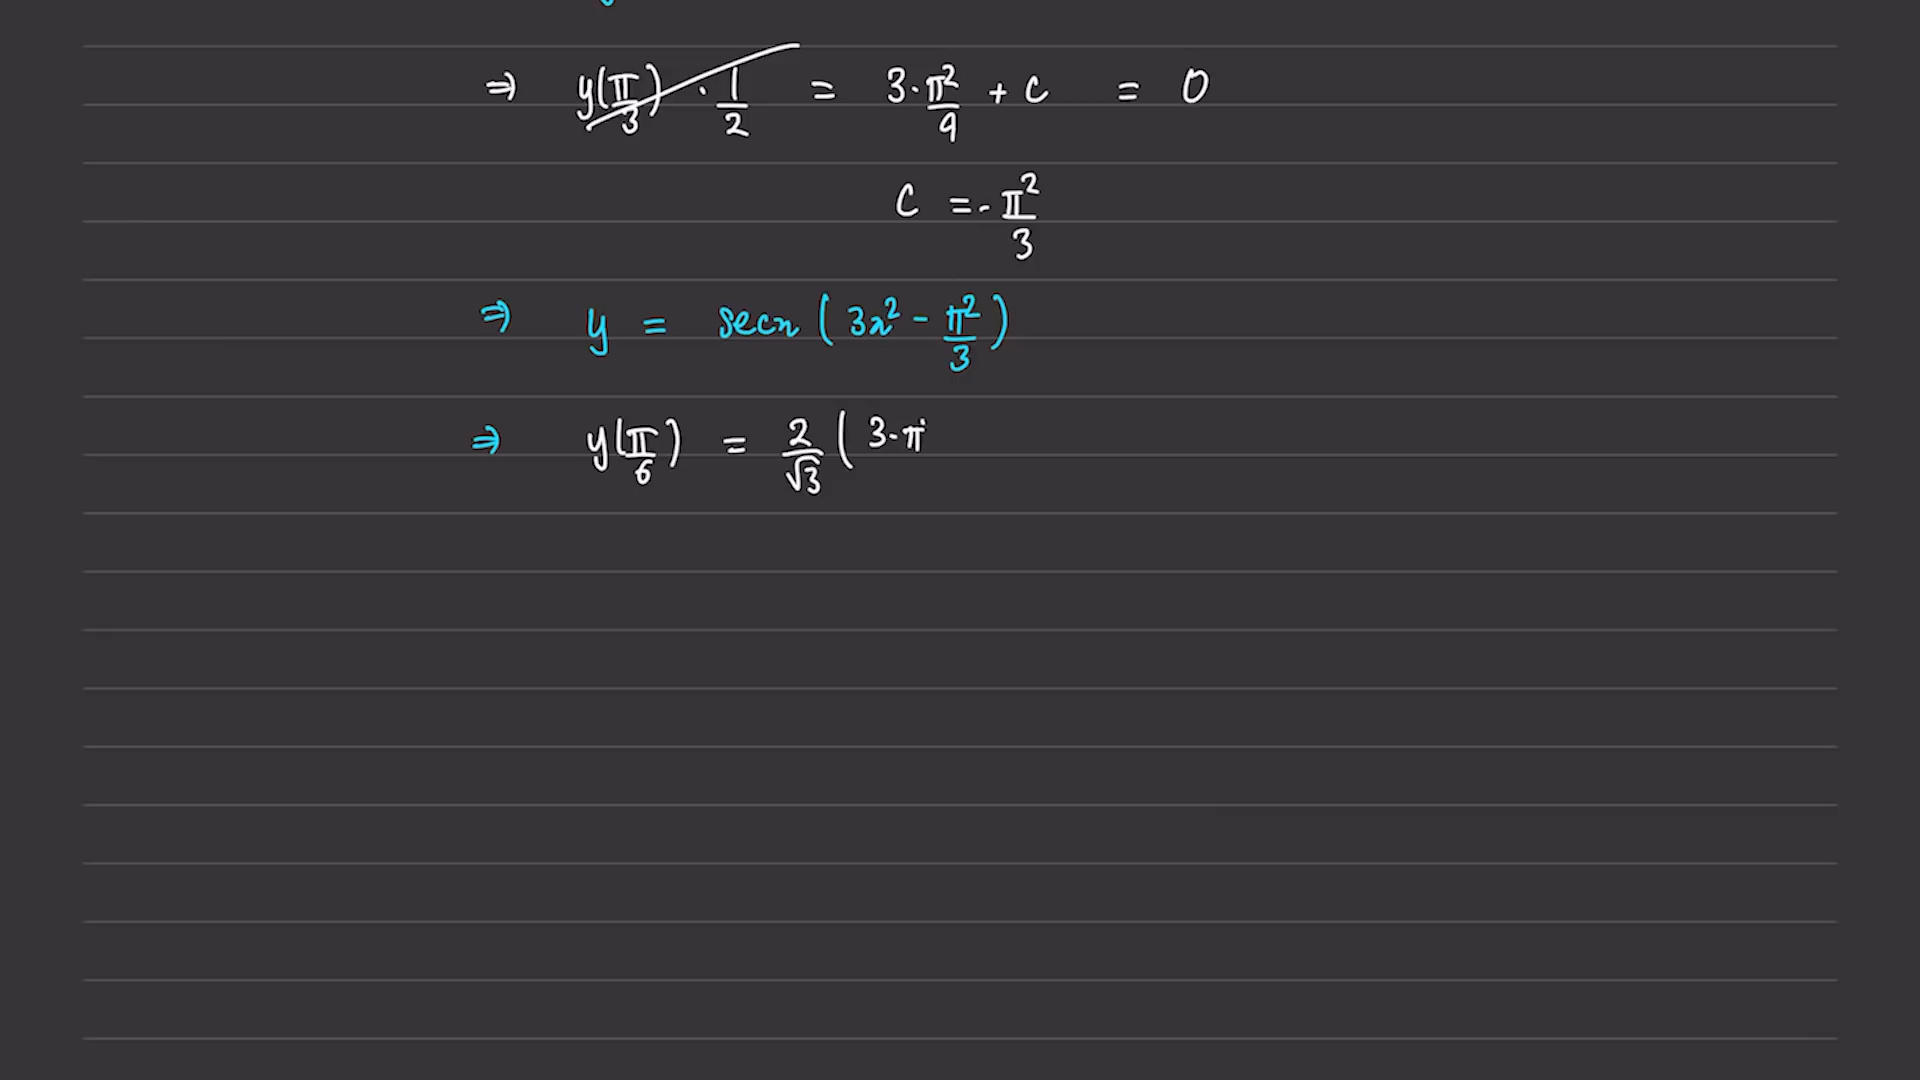 ⇒ y(π/3) · 1/2 = 3·π²/9 + C = 0
C = - π²/3
⇒ y = secx ( 3x² - π²/3 )
⇒ y(π/6) = 2/√3 ( 3·π